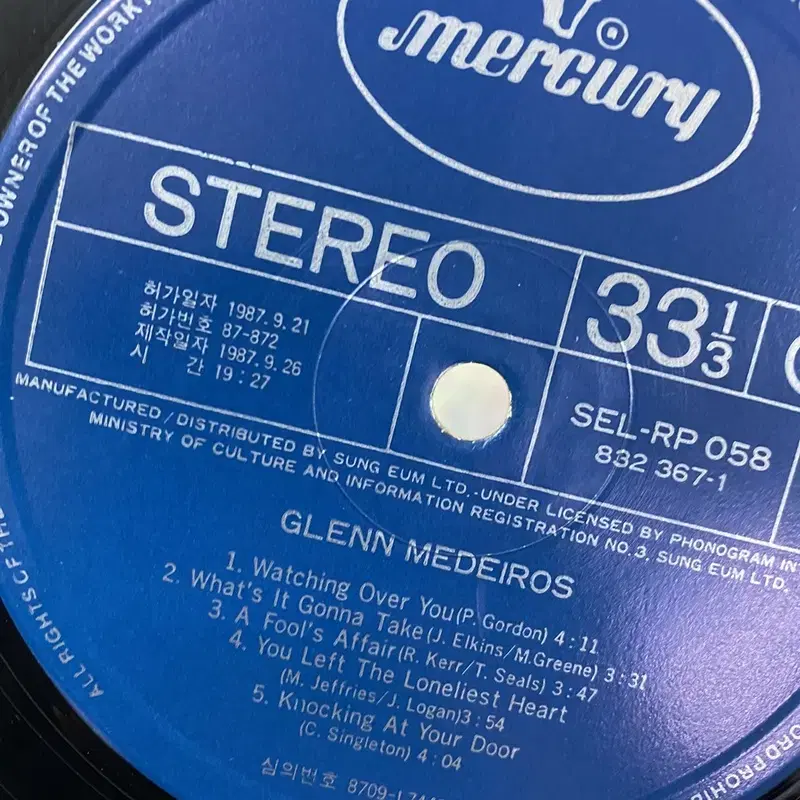 mercury
®
STEREO
33 1/3
허가일자 1987.9.21
허가번호 87-872
제작일자 1987.9.26
시 간 19:27
SEL-RP 058
832 367-1
MANUFACTURED/DISTRIBUTED BY SUNG EUM LTD.-UNDER LICENSED BY PHONOGRAM IN
MINISTRY OF CULTURE AND INFORMATION REGISTRATION NO.3, SUNG EUM LTD.
GLENN MEDEIROS
1. Watching Over You(P. Gordon) 4:11
2. What's It Gonna Take(J. Elkins/M.Greene) 3:31
3. A Fool's Affair(R. Kerr/T. Seals) 3:47
4. You Left The Loneliest Heart
(M. Jeffries/J. Logan)3:54
5. Knocking At Your Door
(C. Singleton) 4:04
심의번호 8709-
ALL RIGHTS OF THE
OWNER OF THE WORK